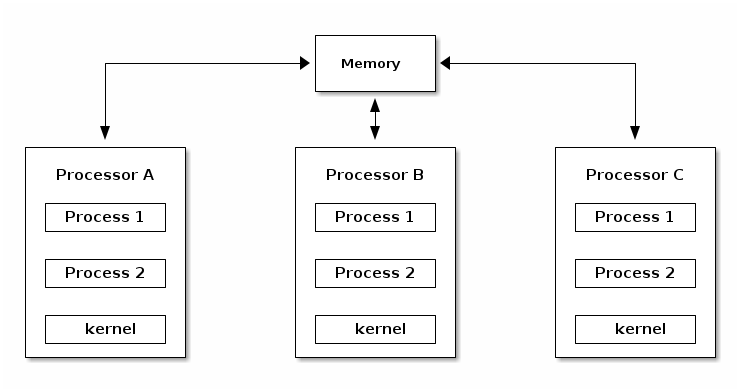 Memory
Processor A
Process 1
Process 2
kernel
Processor B
Process 1
Process 2
kernel
Processor C
Process 1
Process 2
kernel